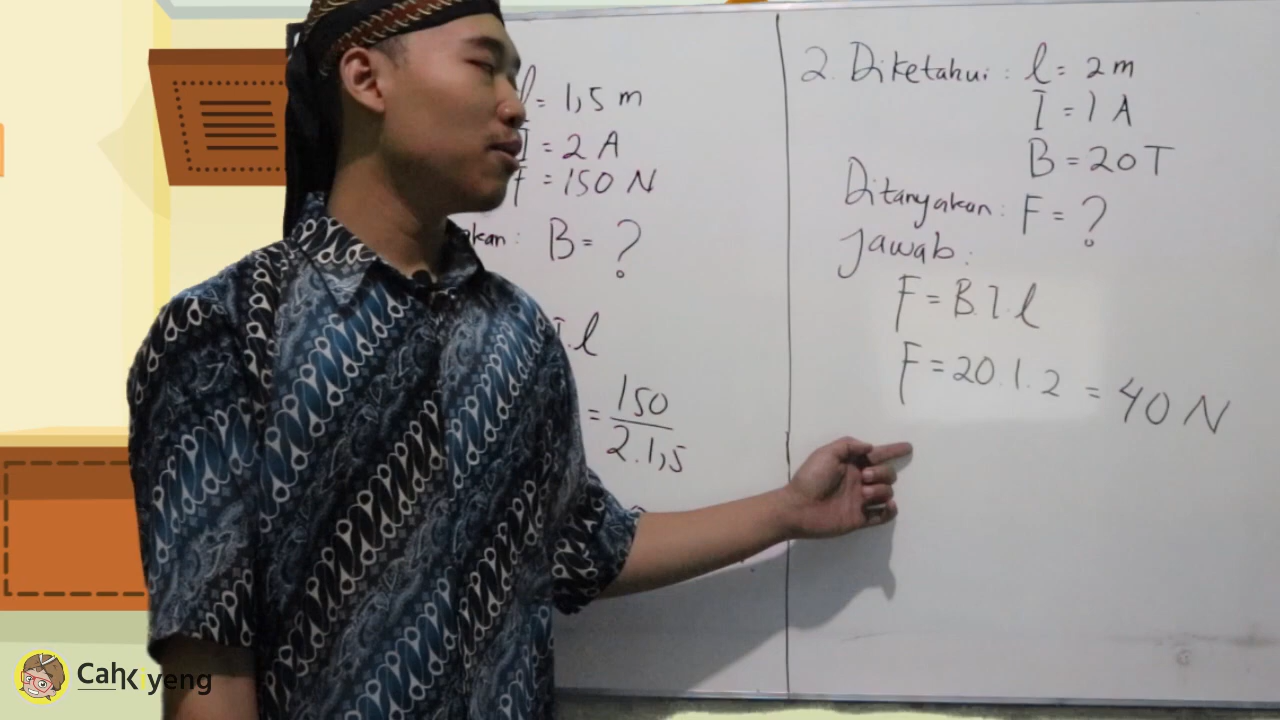 l = 1,5 m
I = 2 A
F = 150 N
B = ?
. l
= 150
2.1,5
2. Diketahui : l = 2 m
I = 1 A
B = 20 T
Ditanyakan : F = ?
Jawab :
F = B.I.l
F = 20.1.2 = 40 N
Cahkyeng